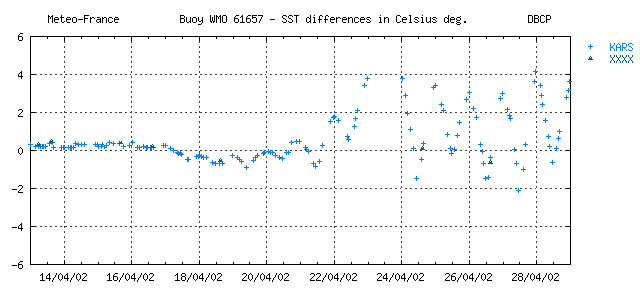 Meteo-France Buoy WMO 61657 - SST differences in Celsius deg. DBCP
KARS
XXXX
6
4
2
0
-2
-4
-6
14/04/02 16/04/02 18/04/02 20/04/02 22/04/02 24/04/02 26/04/02 28/04/02